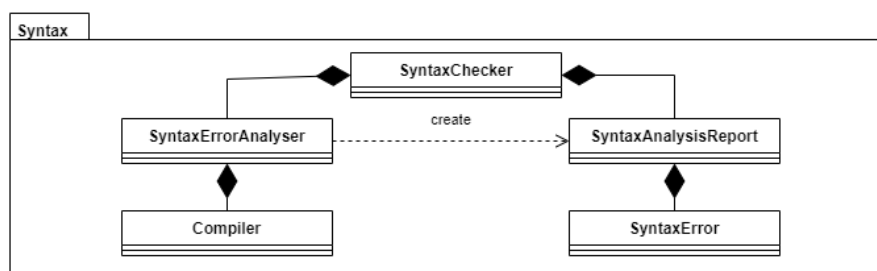 Syntax
SyntaxChecker
create
SyntaxErrorAnalyser
SyntaxAnalysisReport
Compiler
SyntaxError